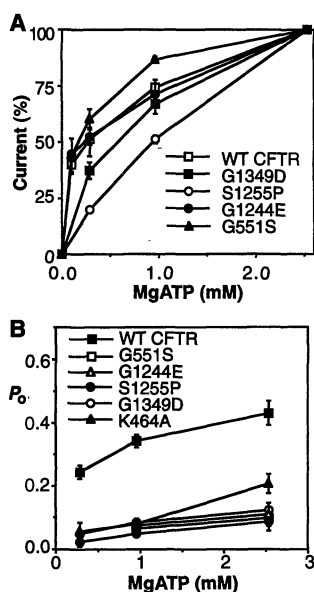 A
100
75
50
25
0
Current (%)
WT CFTR
G1349D
S1255P
G1244E
G551S
0.0 1.0 2.0
MgATP (mM)
B
WT CFTR
G551S
G1244E
S1255P
G1349D
K464A
0.6
0.4
0.2
0.0
Po
0 1 2 3
MgATP (mM)